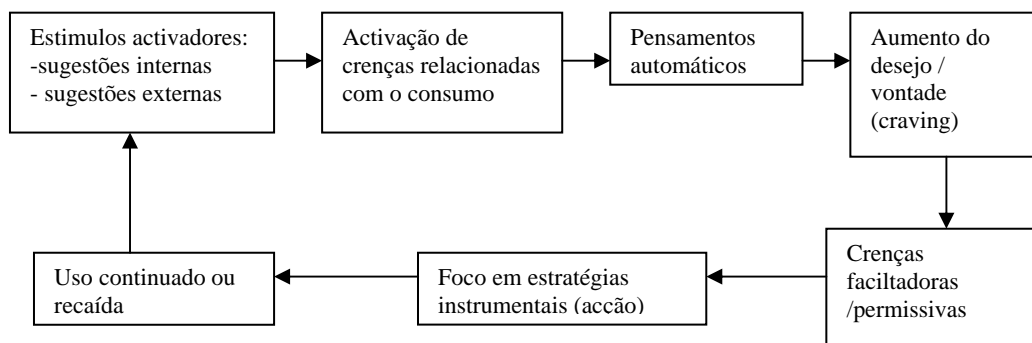 Estimulos activadores:
-sugestões internas
- sugestões externas
Activação de
crenças relacionadas
com o consumo
Pensamentos
automáticos
Aumento do
desejo /
vontade
(craving)
Crenças
faciltadoras
/permissivas
Foco em estratégias
instrumentais (acção)
Uso continuado ou
recaída